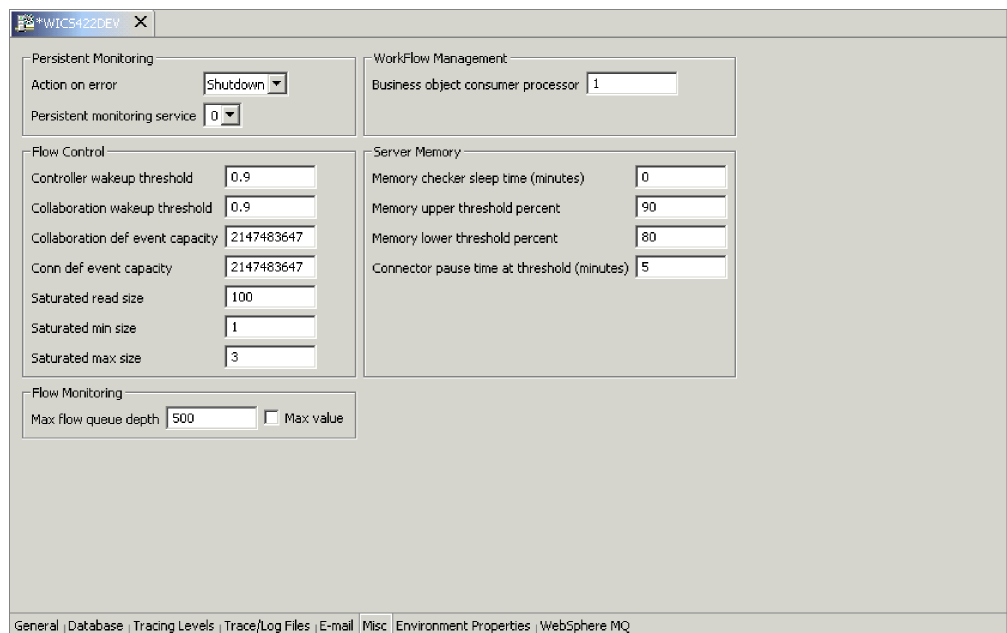 *WICS422DEV X
Persistent Monitoring
Action on error Shutdown
Persistent monitoring service 0
WorkFlow Management
Business object consumer processor 1
Flow Control
Controller wakeup threshold 0.9
Collaboration wakeup threshold 0.9
Collaboration def event capacity 2147483647
Conn def event capacity 2147483647
Saturated read size 100
Saturated min size 1
Saturated max size 3
Server Memory
Memory checker sleep time (minutes) 0
Memory upper threshold percent 90
Memory lower threshold percent 80
Connector pause time at threshold (minutes) 5
Flow Monitoring
Max flow queue depth 500 Max value
General Database Tracing Levels Trace/Log Files E-mail Misc Environment Properties WebSphere MQ